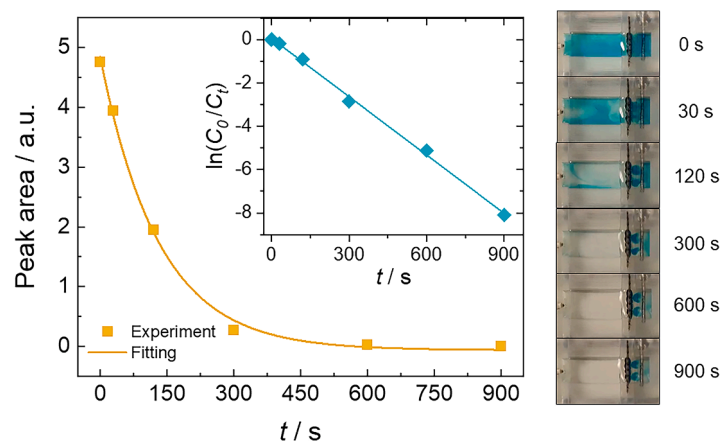 Peak area / a.u.
5
4
3
2
1
0
0 150 300 450 600 750 900
t / s
Experiment
Fitting
ln(C0/Ct)
0
-2
-4
-6
-8
0 300 600 900
t / s
0 s
30 s
120 s
300 s
600 s
900 s